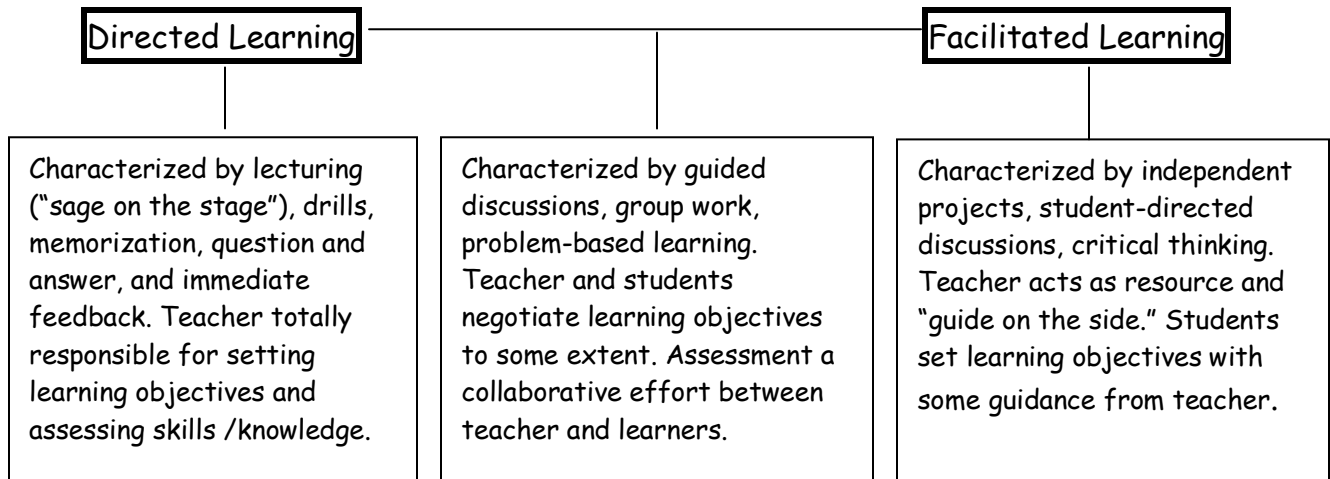 Directed Learning
Facilitated Learning
Characterized by lecturing
(“sage on the stage”), drills,
memorization, question and
answer, and immediate
feedback. Teacher totally
responsible for setting
learning objectives and
assessing skills /knowledge.
Characterized by guided
discussions, group work,
problem-based learning.
Teacher and students
negotiate learning objectives
to some extent. Assessment a
collaborative effort between
teacher and learners.
Characterized by independent
projects, student-directed
discussions, critical thinking.
Teacher acts as resource and
“guide on the side.” Students
set learning objectives with
some guidance from teacher.